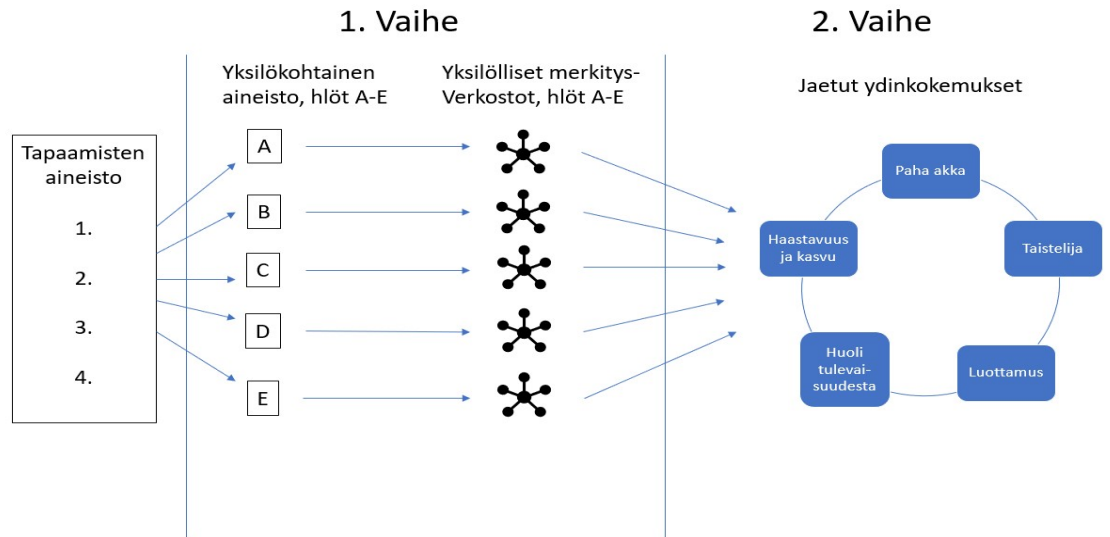 1. Vaihe
2. Vaihe
Yksilökohtainen
aineisto, hlöt A-E
Yksilölliset merkitys-
Verkostot, hlöt A-E
Jaetut ydinkokemukset
Tapaamisten
aineisto
1.
2.
3.
4.
A
B
C
D
E
Paha akka
Taistelija
Luottamus
Huoli
tulevai-
suudesta
Haastavuus
ja kasvu